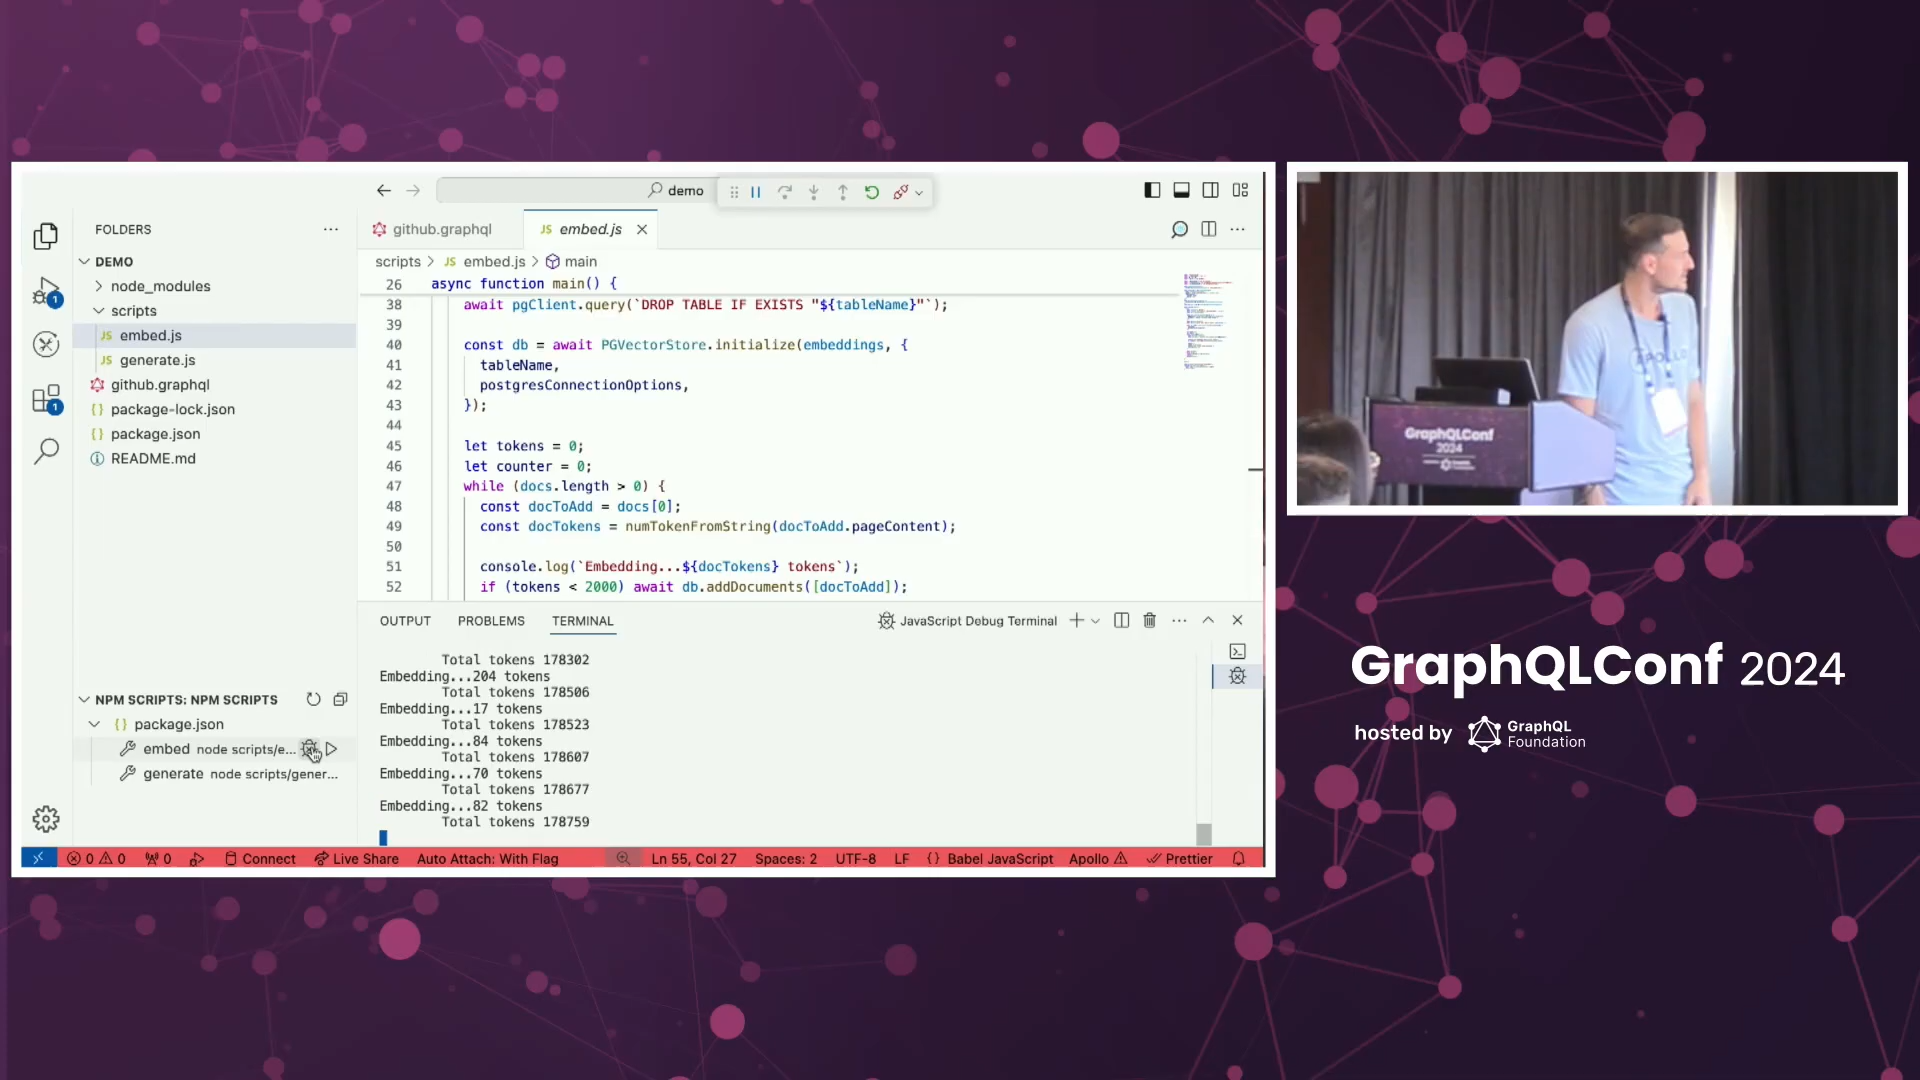 demo
FOLDERS
DEMO
node_modules
scripts
JS embed.js
JS generate.js
github.graphql
{} package-lock.json
{} package.json
README.md
NPM SCRIPTS: NPM SCRIPTS
{} package.json
embed node scripts/e...
generate node scripts/gener...
1
1
github.graphql
JS embed.js
scripts > JS embed.js > main
26 async function main() {
38 await pgClient.query(`DROP TABLE IF EXISTS "${tableName}"`);
39
40 const db = await PGVectorStore.initialize(embeddings, {
41 tableName,
42 postgresConnectionOptions,
43 });
44
45 let tokens = 0;
46 let counter = 0;
47 while (docs.length > 0) {
48 const docToAdd = docs[0];
49 const docTokens = numTokenFromString(docToAdd.pageContent);
50
51 console.log(`Embedding...${docTokens} tokens`);
52 if (tokens < 2000) await db.addDocuments([docToAdd]);
OUTPUT PROBLEMS TERMINAL
JavaScript Debug Terminal
Total tokens 178302
Embedding...204 tokens
Total tokens 178506
Embedding...17 tokens
Total tokens 178523
Embedding...84 tokens
Total tokens 178607
Embedding...70 tokens
Total tokens 178677
Embedding...82 tokens
Total tokens 178759
0 0 0 Connect Live Share Auto Attach: With Flag Ln 55, Col 27 Spaces: 2 UTF-8 LF {} Babel JavaScript Apollo Prettier
APOLLO
GraphQLConf
2024
GraphQLConf 2024
hosted by GraphQL
Foundation